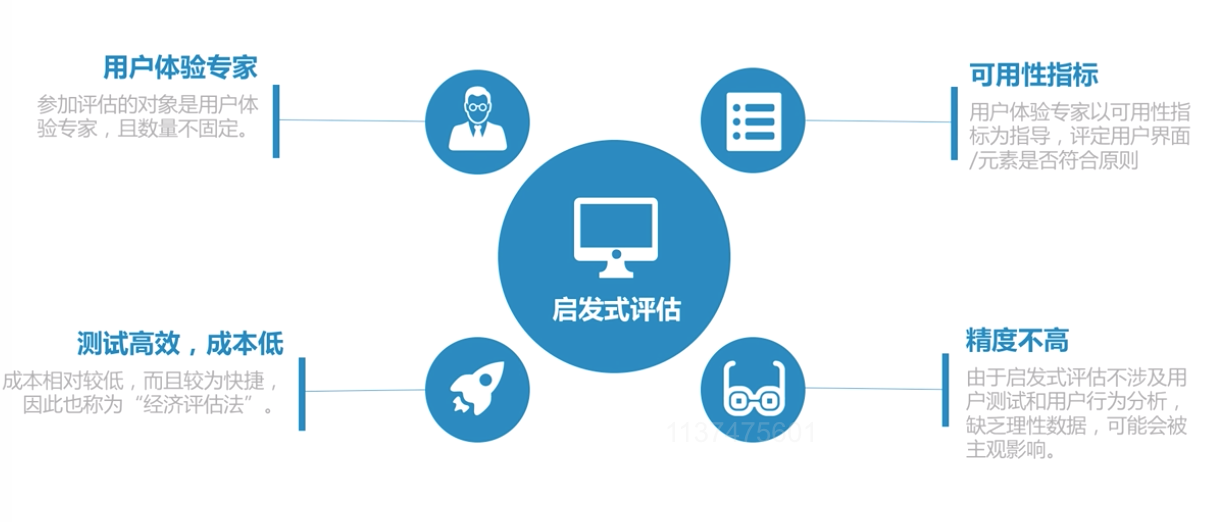 用户体验专家
参加评估的对象是用户体
验专家，且数量不固定。
可用性指标
用户体验专家以可用性指
标为指导，评定用户界面
/元素是否符合原则
启发式评估
测试高效，成本低
成本相对较低，而且较为快捷，
因此也称为“经济评估法”。
精度不高
由于启发式评估不涉及用
户测试和用户行为分析，
缺乏理性数据，可能会被
主观影响。
1137475601